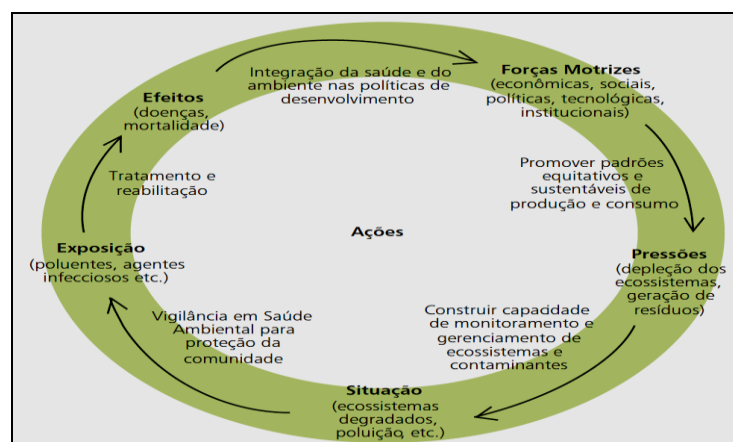 Integração da saúde e do
ambiente nas políticas de
desenvolvimento
Forças Motrizes
(econômicas, sociais,
políticas, tecnológicas,
institucionais)
Promover padrões
equitativos e
sustentáveis de
produção e consumo
Pressões
(depleção dos
ecossistemas,
geração de
resíduos)
Construir capacidade
de monitoramento e
gerenciamento de
ecossistemas e
contaminantes
Situação
(ecossistemas
degradados,
poluição, etc.)
Vigilância em Saúde
Ambiental para
proteção da
comunidade
Exposição
(poluentes, agentes
infecciosos etc.)
Tratamento e
reabilitação
Efeitos
(doenças,
mortalidade)
Ações